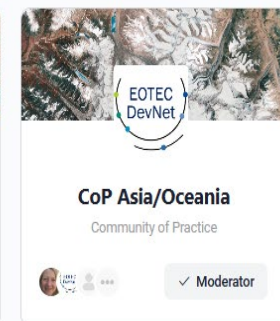 EOTEC
DevNet
CoP Asia/Oceania
Community of Practice
Moderator